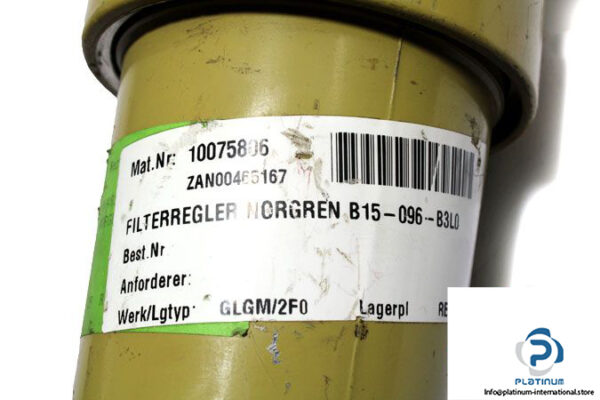 Mat.Nr: 10075806
ZAN00465167
FILTERREGLER NORGREN B15-096-B3L0
Best.Nr
Anforderer:
Werk/Lgtyp: GLGM/2F0 Lagerpl
PLATINUM
Info@platinum-international.store